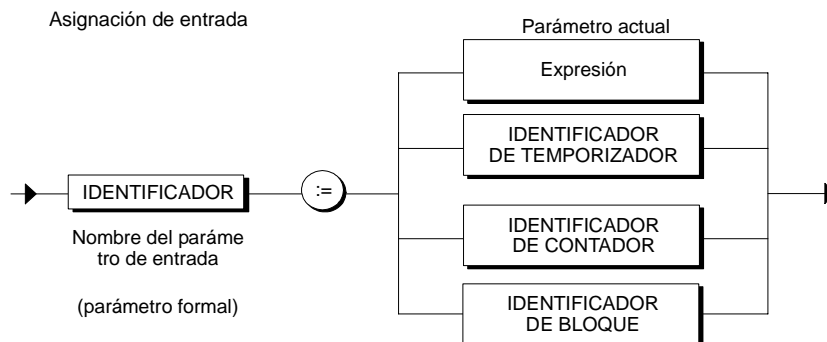 Asignación de entrada
Parámetro actual
Expresión
IDENTIFICADOR
DE TEMPORIZADOR
IDENTIFICADOR
:=
Nombre del paráme
tro de entrada
(parámetro formal)
IDENTIFICADOR
DE CONTADOR
IDENTIFICADOR
DE BLOQUE